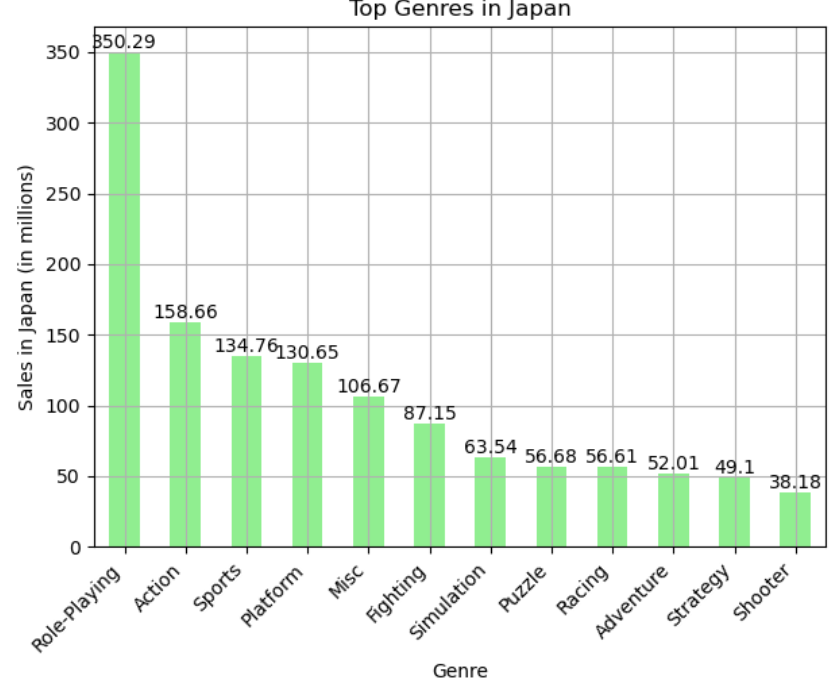 Top Genres in Japan
Sales in Japan (in millions)
350
300
250
200
150
100
50
0
350.29
158.66
134.76
130.65
106.67
87.15
63.54
56.68
56.61
52.01
49.1
38.18
Role-Playing
Action
Sports
Platform
Misc
Fighting
Simulation
Puzzle
Racing
Adventure
Strategy
Shooter
Genre